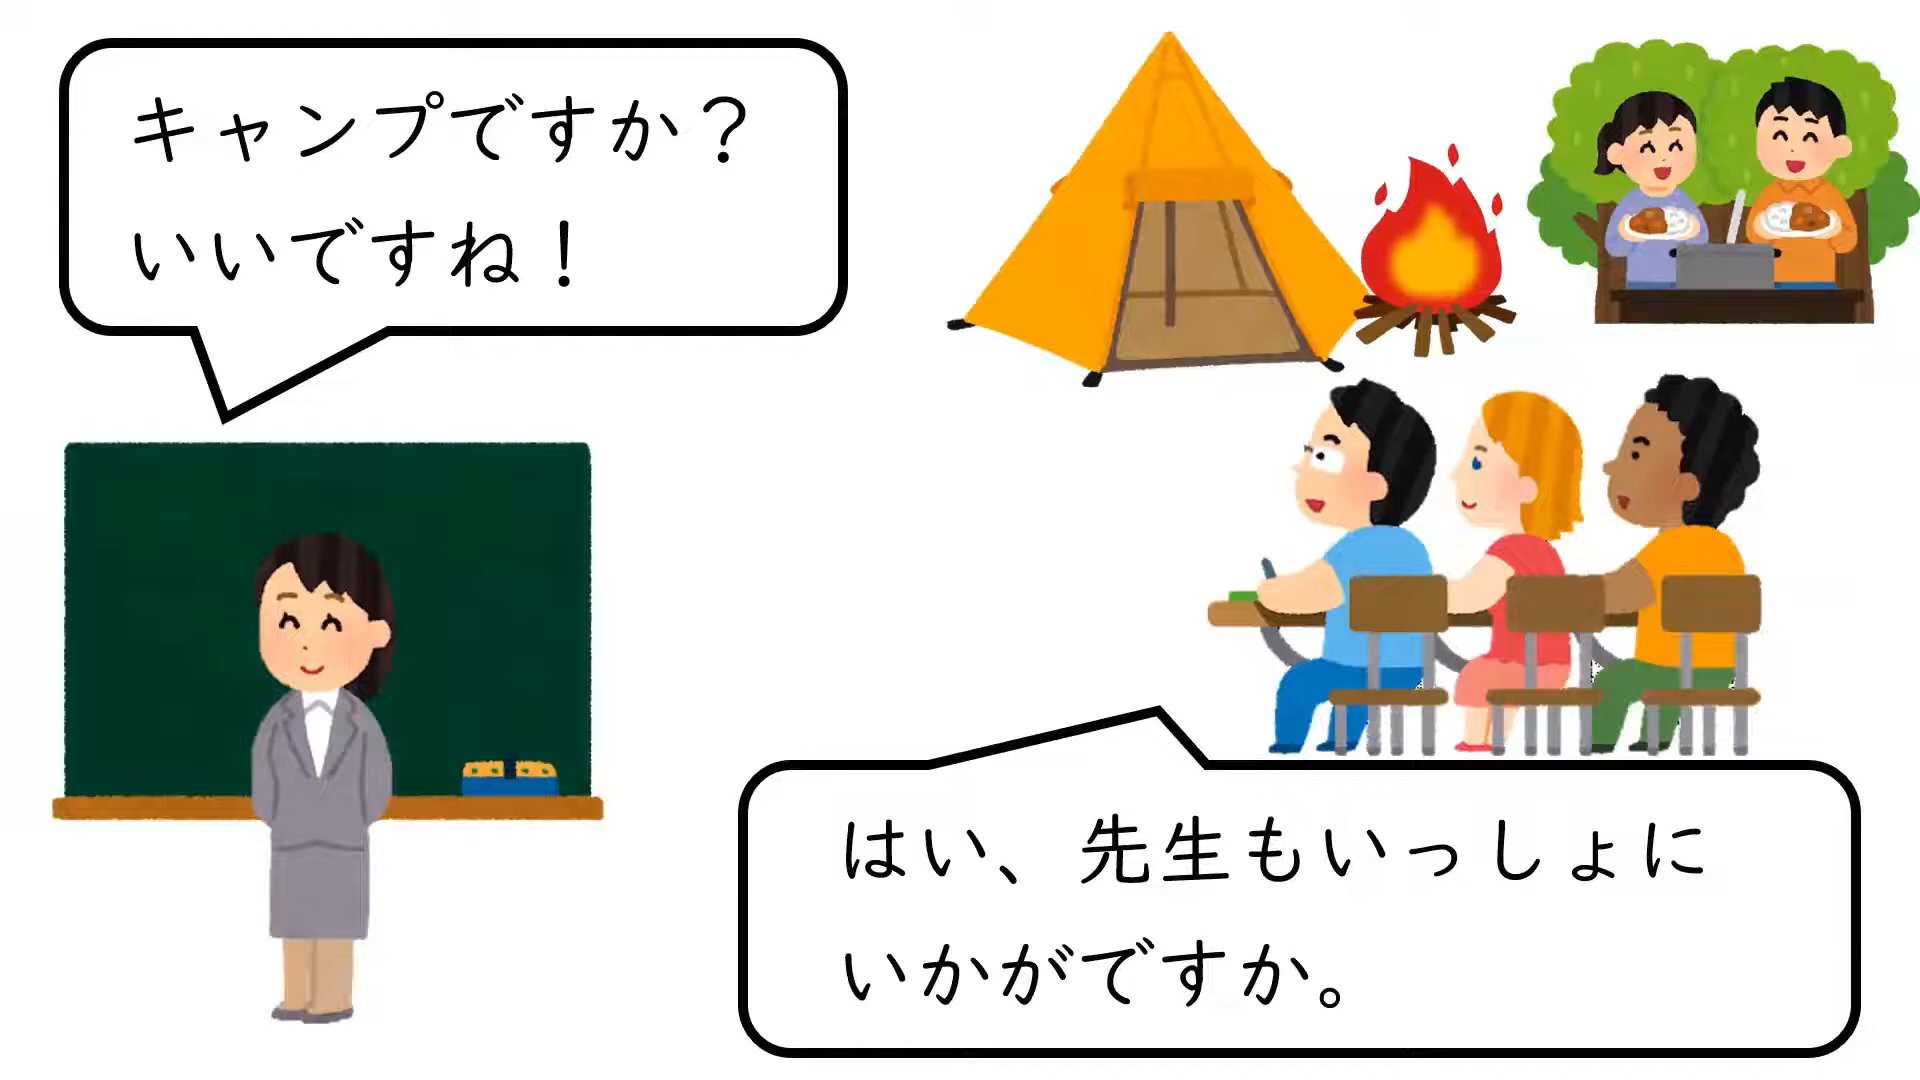 キャンプですか？
いいですね！
はい、先生もいっしょに
いかがですか。